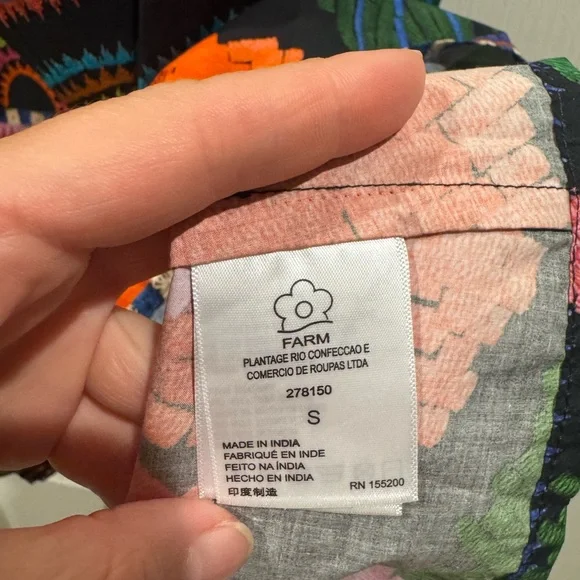 FARM
PLANTAGE RIO CONFECCAO E
COMERCIO DE ROUPAS LTDA
278150
S
MADE IN INDIA
FABRIQUÉ EN INDE
FEITO NA ÍNDIA
HECHO EN INDIA
印度制造
RN 155200